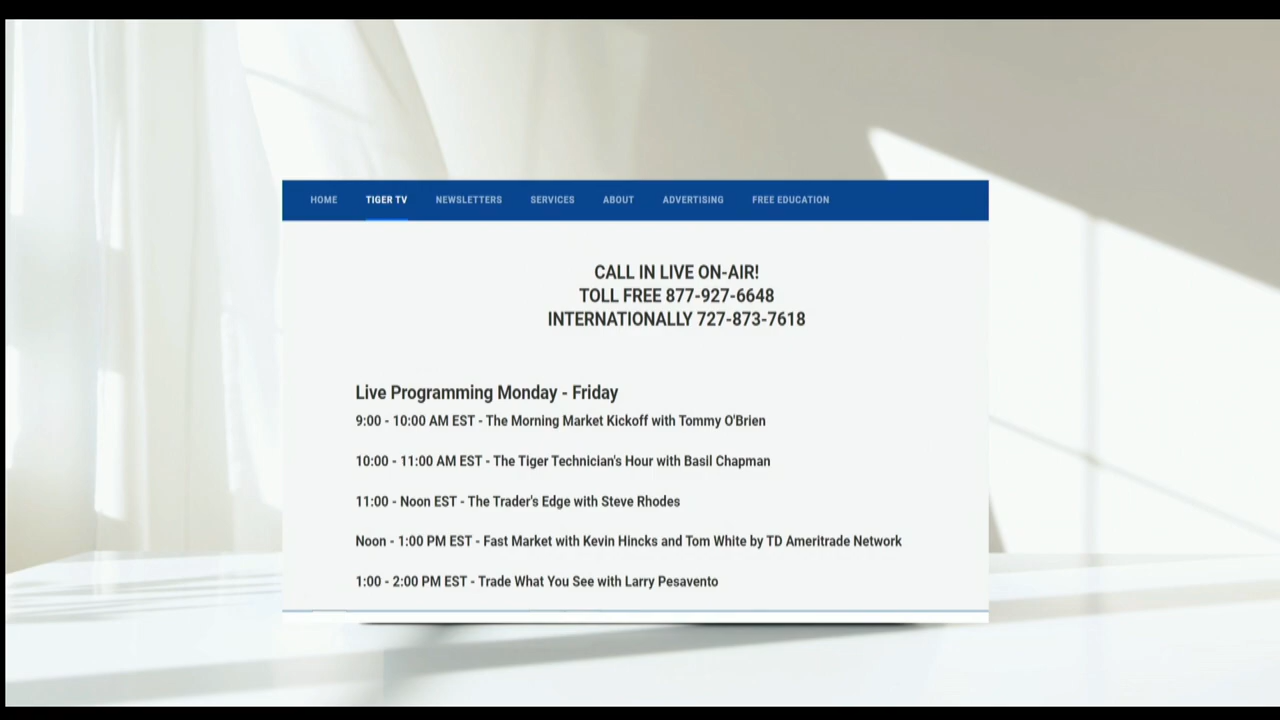 HOME TIGER TV NEWSLETTERS SERVICES ABOUT ADVERTISING FREE EDUCATION
CALL IN LIVE ON-AIR!
TOLL FREE 877-927-6648
INTERNATIONALLY 727-873-7618
Live Programming Monday - Friday
9:00 - 10:00 AM EST - The Morning Market Kickoff with Tommy O'Brien
10:00 - 11:00 AM EST - The Tiger Technician's Hour with Basil Chapman
11:00 - Noon EST - The Trader's Edge with Steve Rhodes
Noon - 1:00 PM EST - Fast Market with Kevin Hincks and Tom White by TD Ameritrade Network
1:00 - 2:00 PM EST - Trade What You See with Larry Pesavento